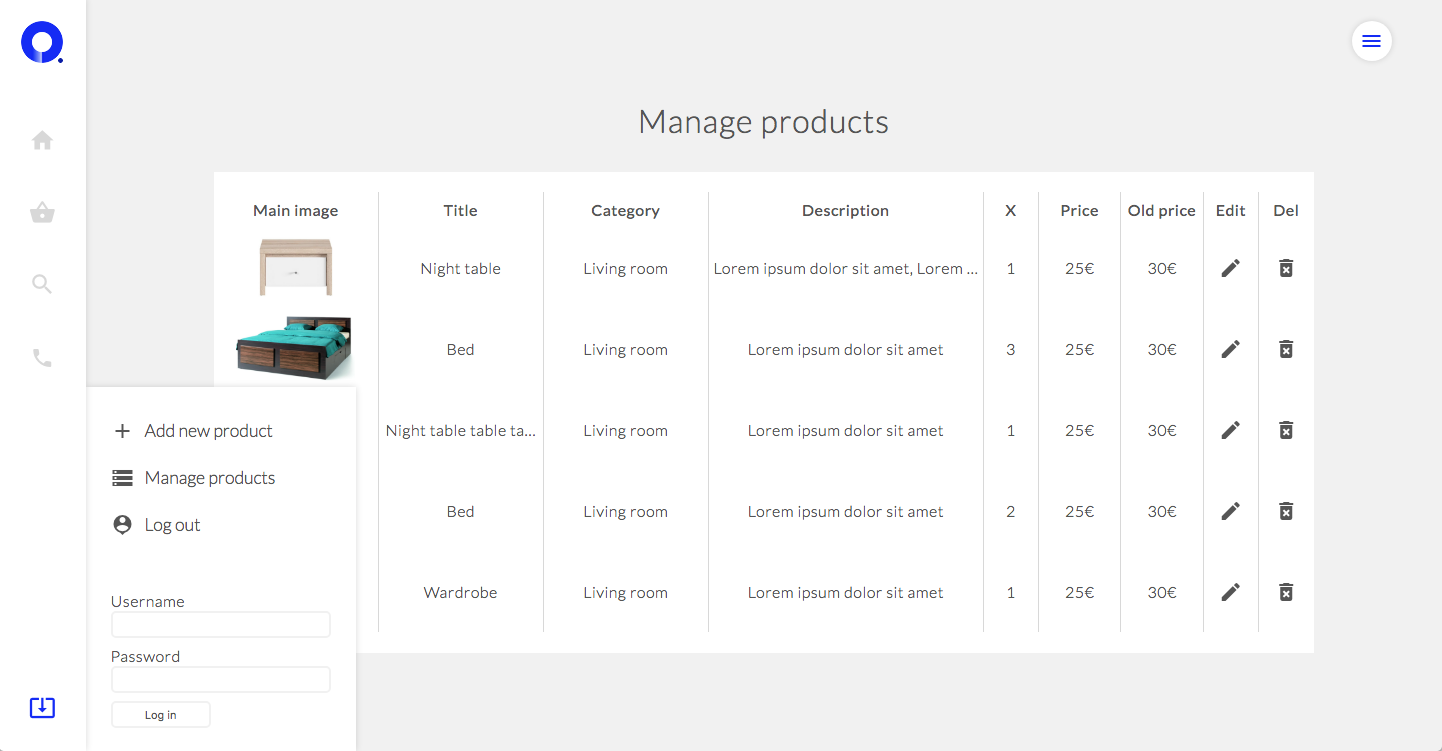 Manage products
Main image Title Category Description X Price Old price Edit Del
Night table Living room Lorem ipsum dolor sit amet, Lorem ... 1 25€ 30€
Bed Living room Lorem ipsum dolor sit amet 3 25€ 30€
Night table table ta... Living room Lorem ipsum dolor sit amet 1 25€ 30€
Bed Living room Lorem ipsum dolor sit amet 2 25€ 30€
Wardrobe Living room Lorem ipsum dolor sit amet 1 25€ 30€
Add new product
Manage products
Log out
Username
Password
Log in